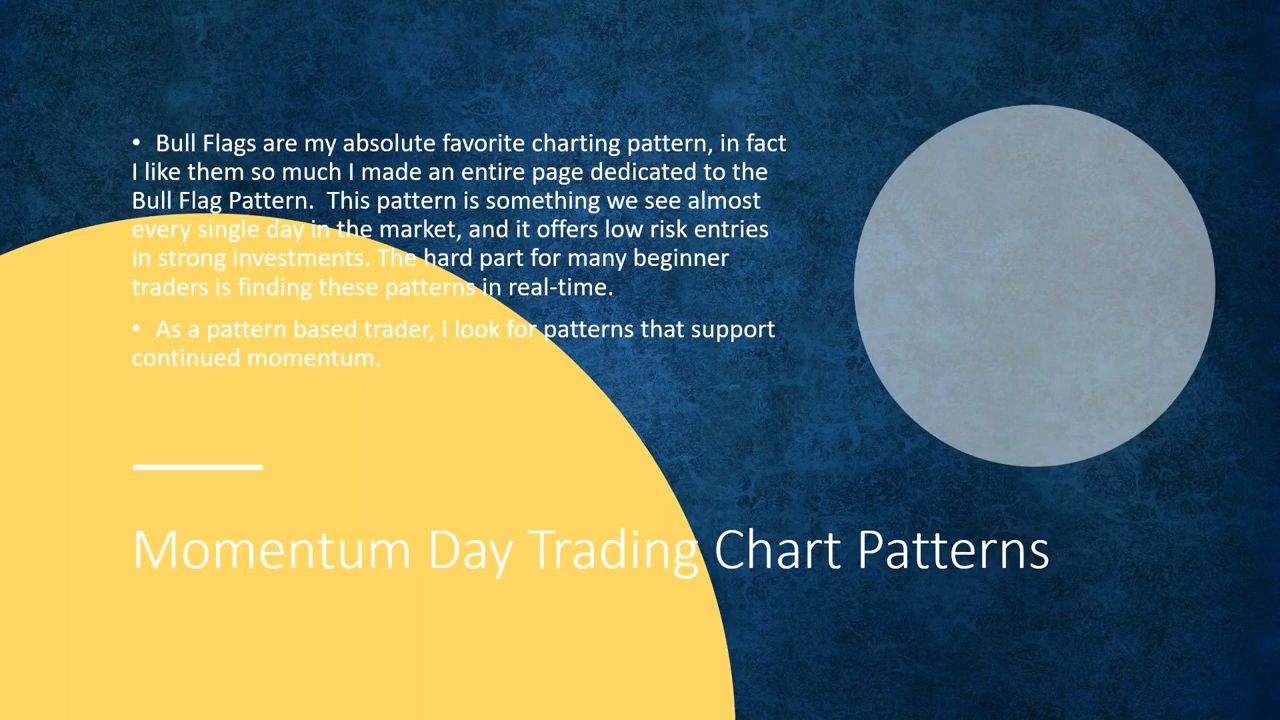 • Bull Flags are my absolute favorite charting pattern, in fact
I like them so much I made an entire page dedicated to the
Bull Flag Pattern.  This pattern is something we see almost
every single day in the market, and it offers low risk entries
in strong investments. The hard part for many beginner
traders is finding these patterns in real-time.
• As a pattern based trader, I look for patterns that support
continued momentum.
Momentum Day Trading Chart Patterns